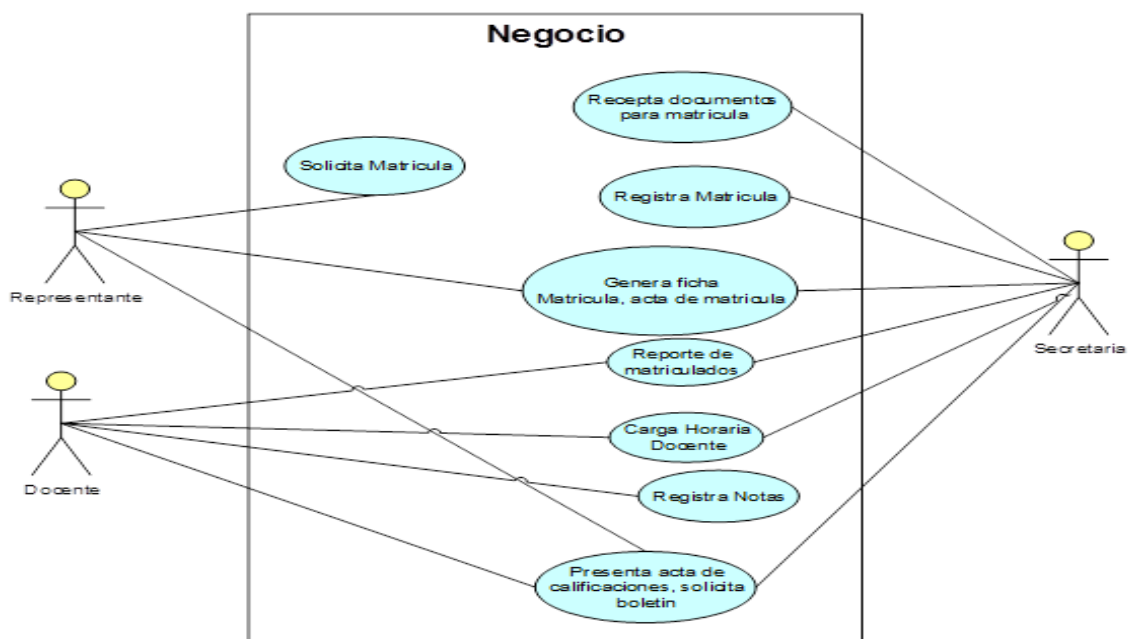 Negocio
Recepta documentos
para matricula
Solicita Matricula
Registra Matricula
Representante
Genera ficha
Matricula, acta de matricula
Secretaria
Reporte de
matriculados
Carga Horaria
Docente
Docente
Registra Notas
Presenta acta de
calificaciones, solicita
boletin